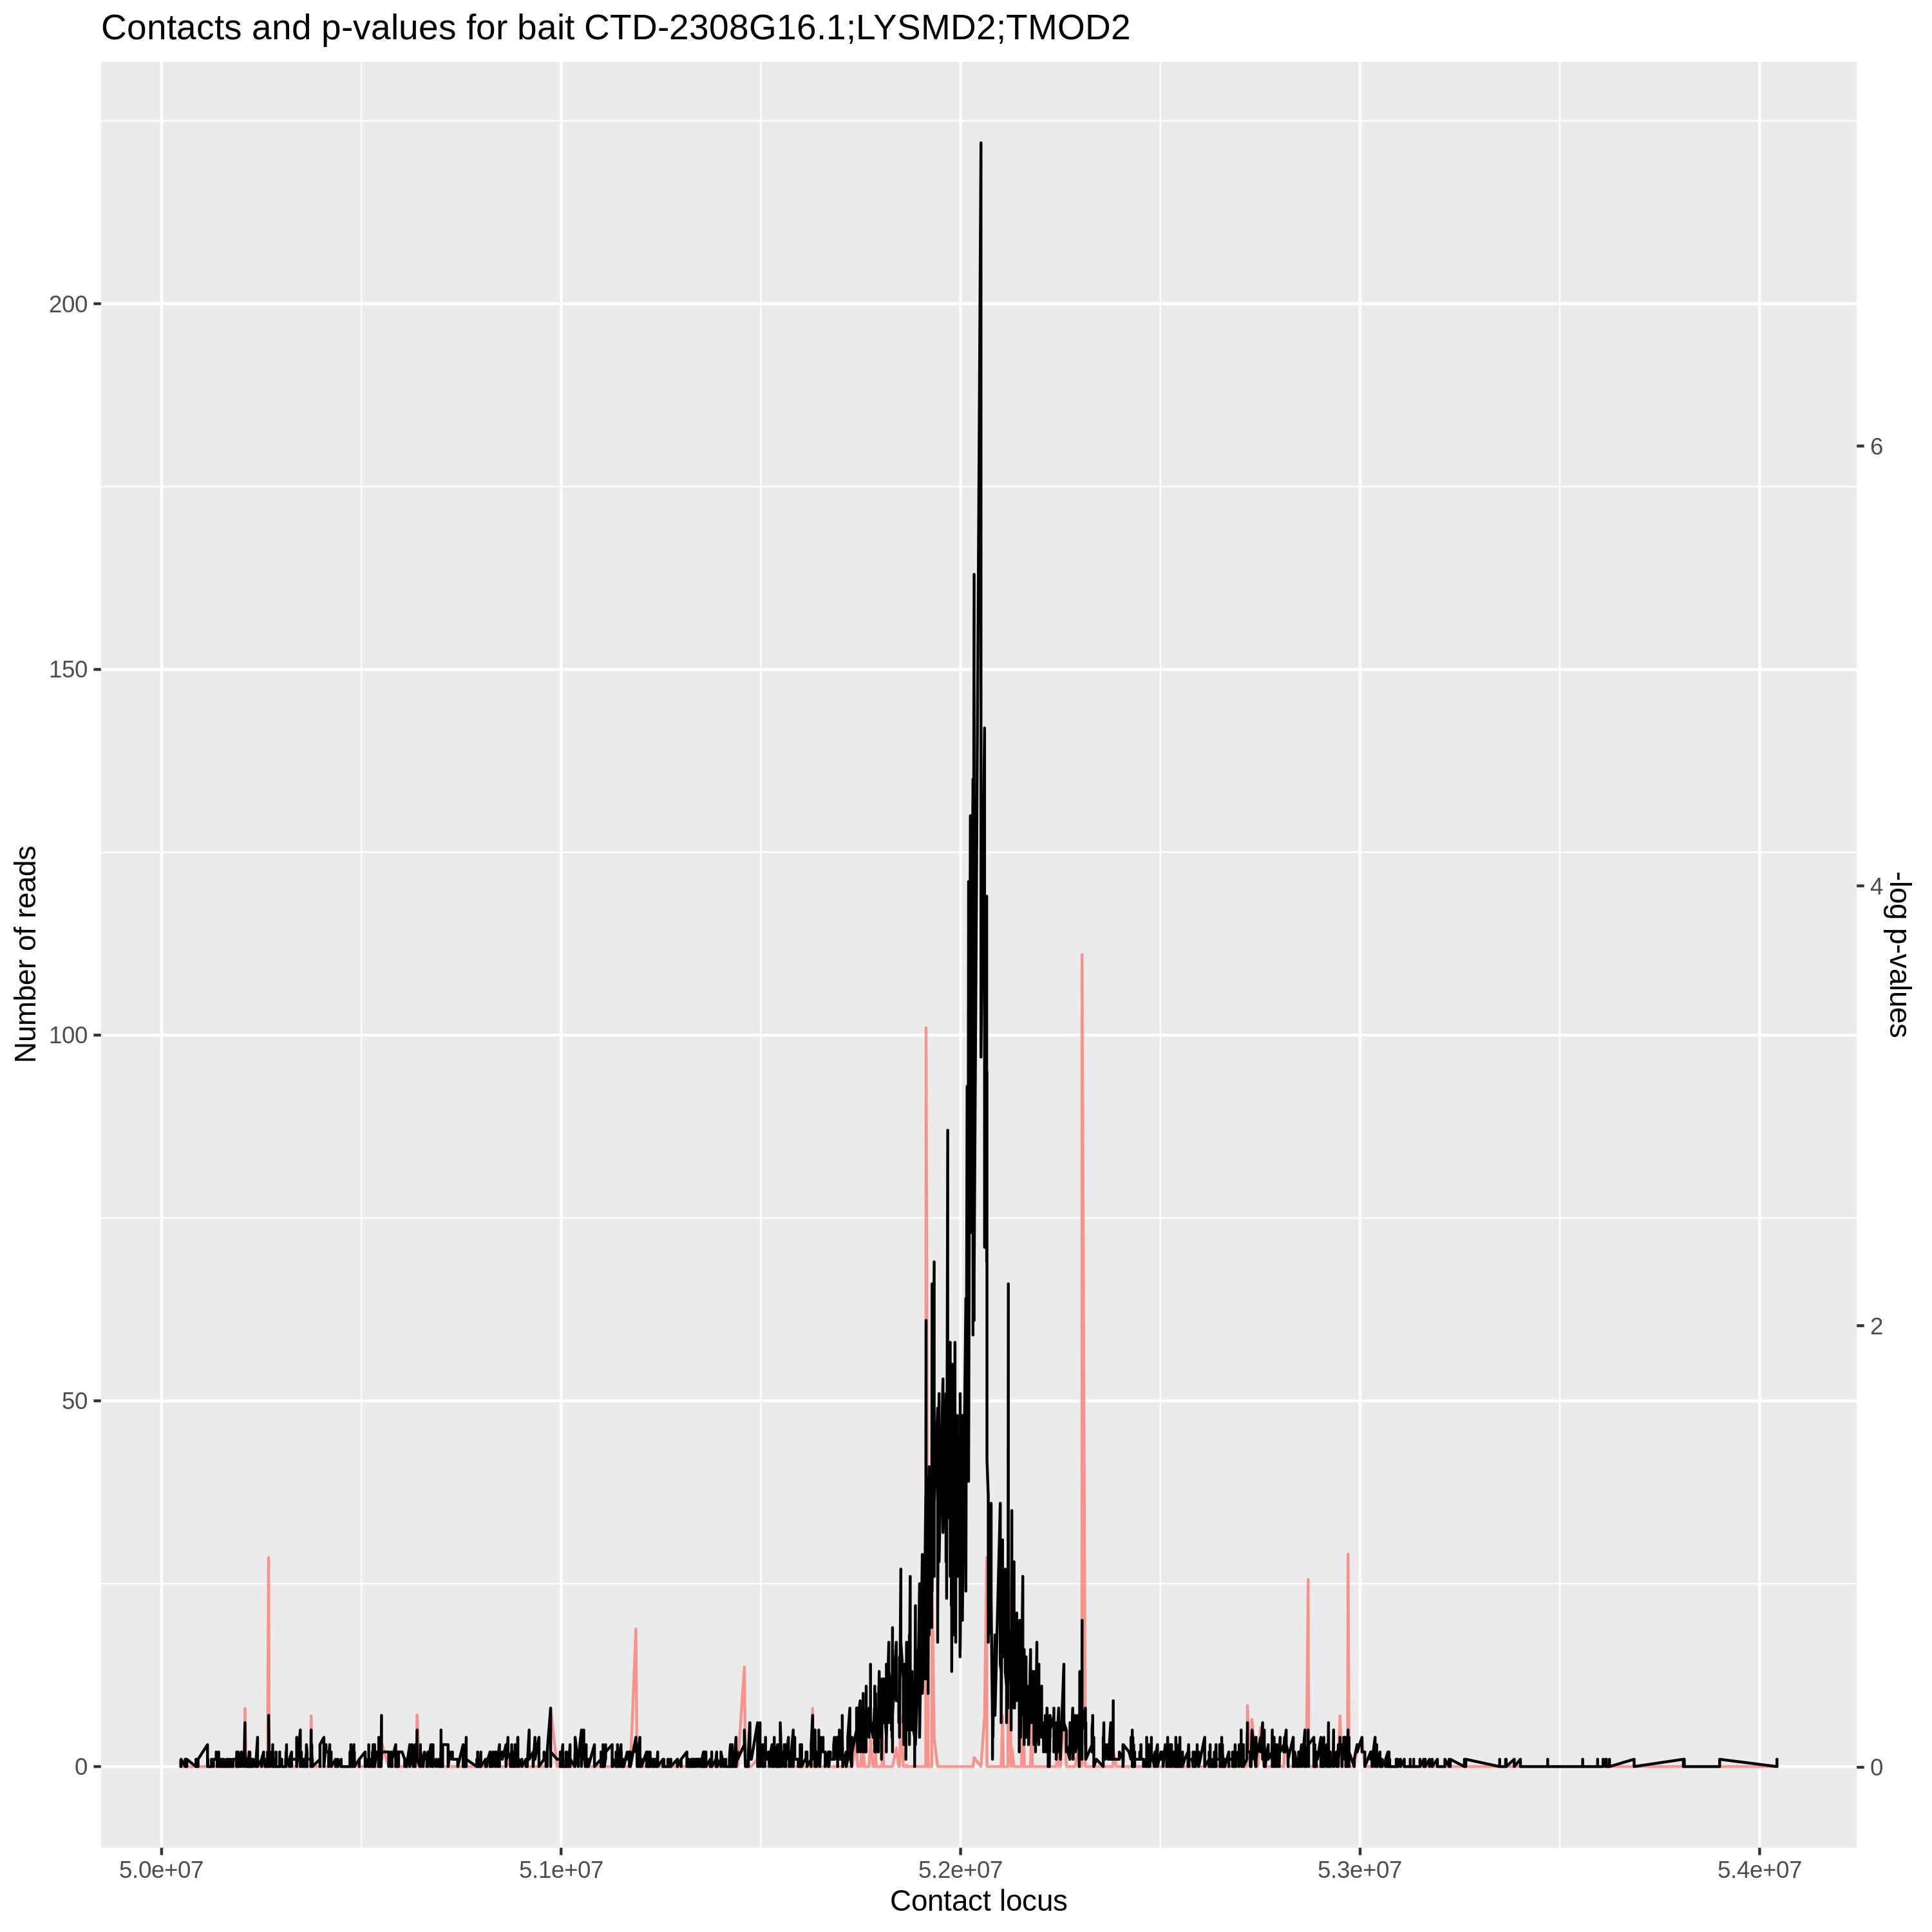 Contacts and p-values for bait CTD-2308G16.1;LYSMD2;TMOD2
200
150
100
50
0
Number of reads
6
4
2
0
-log p-values
5.0e+07 5.1e+07 5.2e+07 5.3e+07 5.4e+07
Contact locus